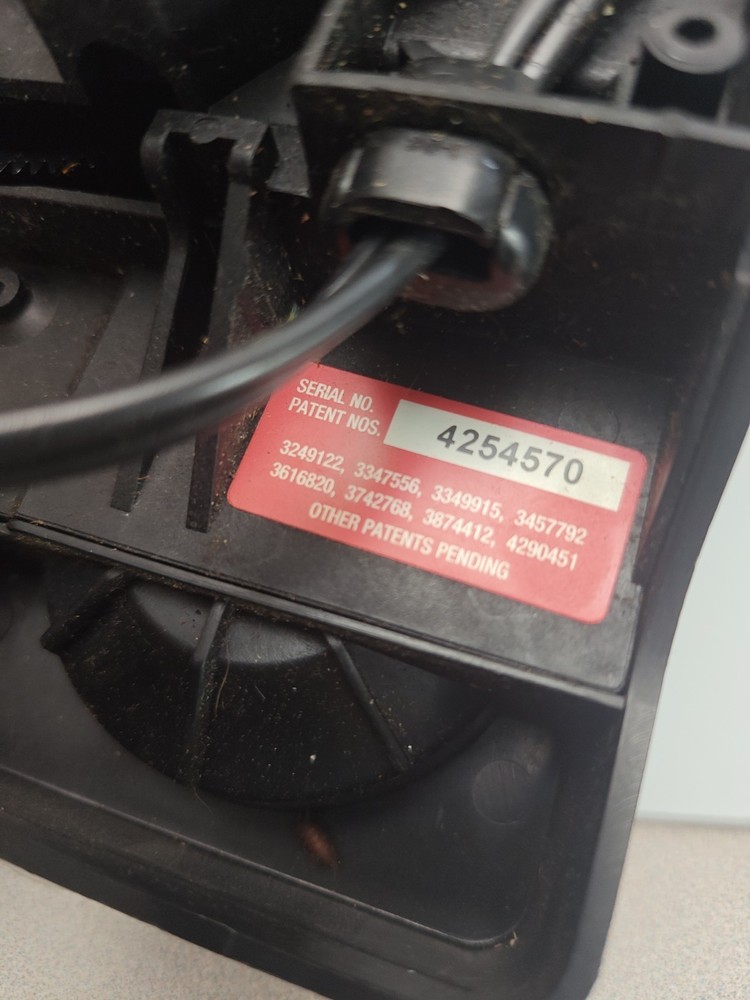 SERIAL NO. 4254570
PATENT NOS.
3249122, 3347556, 3349915, 3457792
3616820, 3742768, 3874412, 4290451
OTHER PATENTS PENDING